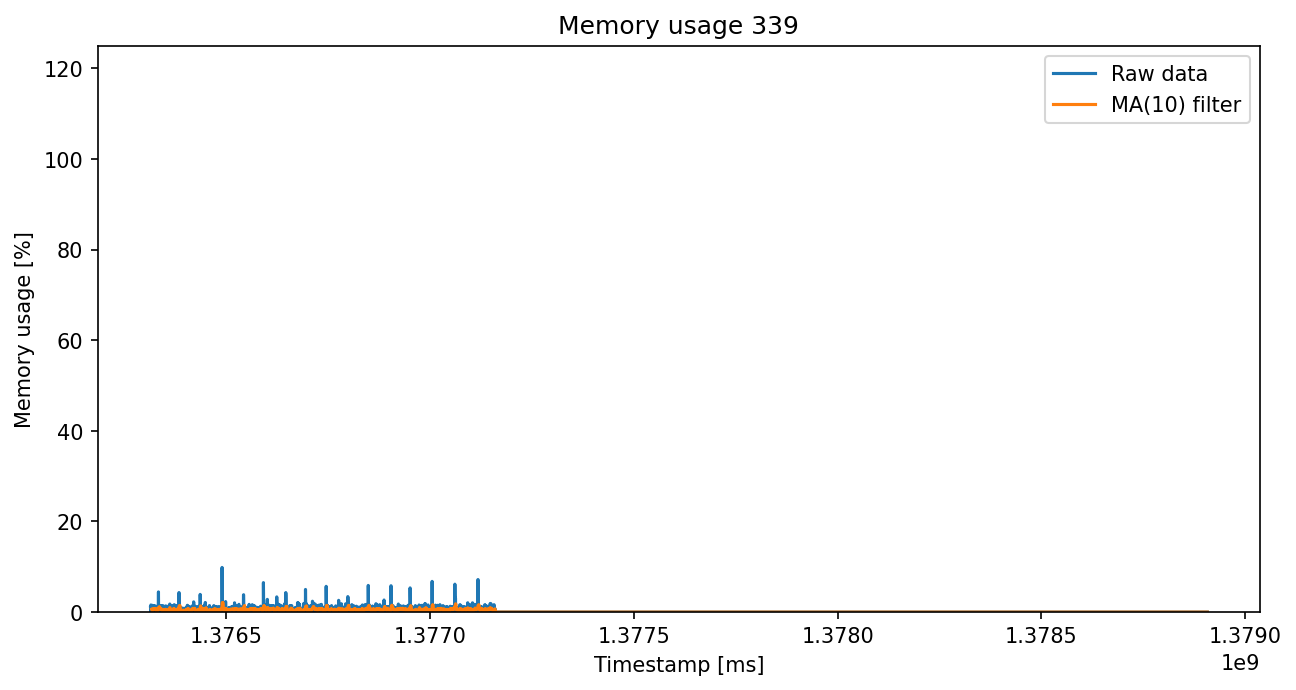 Memory usage 339
120
100
80
60
40
20
0
Memory usage [%]
Raw data
MA(10) filter
1.3765 1.3770 1.3775 1.3780 1.3785 1.3790
1e9
Timestamp [ms]